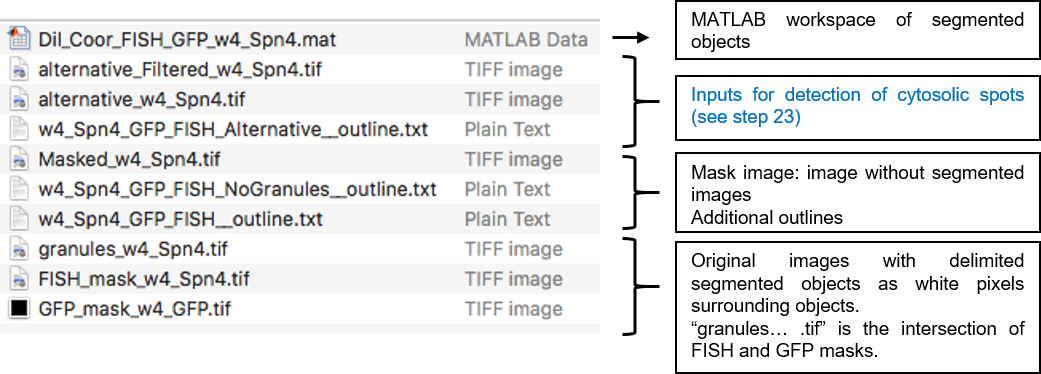 Dil_Coor_FISH_GFP_w4_Spn4.mat MATLAB Data
alternative_Filtered_w4_Spn4.tif TIFF image
alternative_w4_Spn4.tif TIFF image
w4_Spn4_GFP_FISH_Alternative__outline.txt Plain Text
Masked_w4_Spn4.tif TIFF image
w4_Spn4_GFP_FISH_NoGranules__outline.txt Plain Text
w4_Spn4_GFP_FISH__outline.txt Plain Text
granules_w4_Spn4.tif TIFF image
FISH_mask_w4_Spn4.tif TIFF image
GFP_mask_w4_GFP.tif TIFF image
MATLAB workspace of segmented
objects
Inputs for detection of cytosolic spots
(see step 23)
Mask image: image without segmented
images
Additional outlines
Original images with delimited
segmented objects as white pixels
surrounding objects.
“granules… .tif” is the intersection of
FISH and GFP masks.